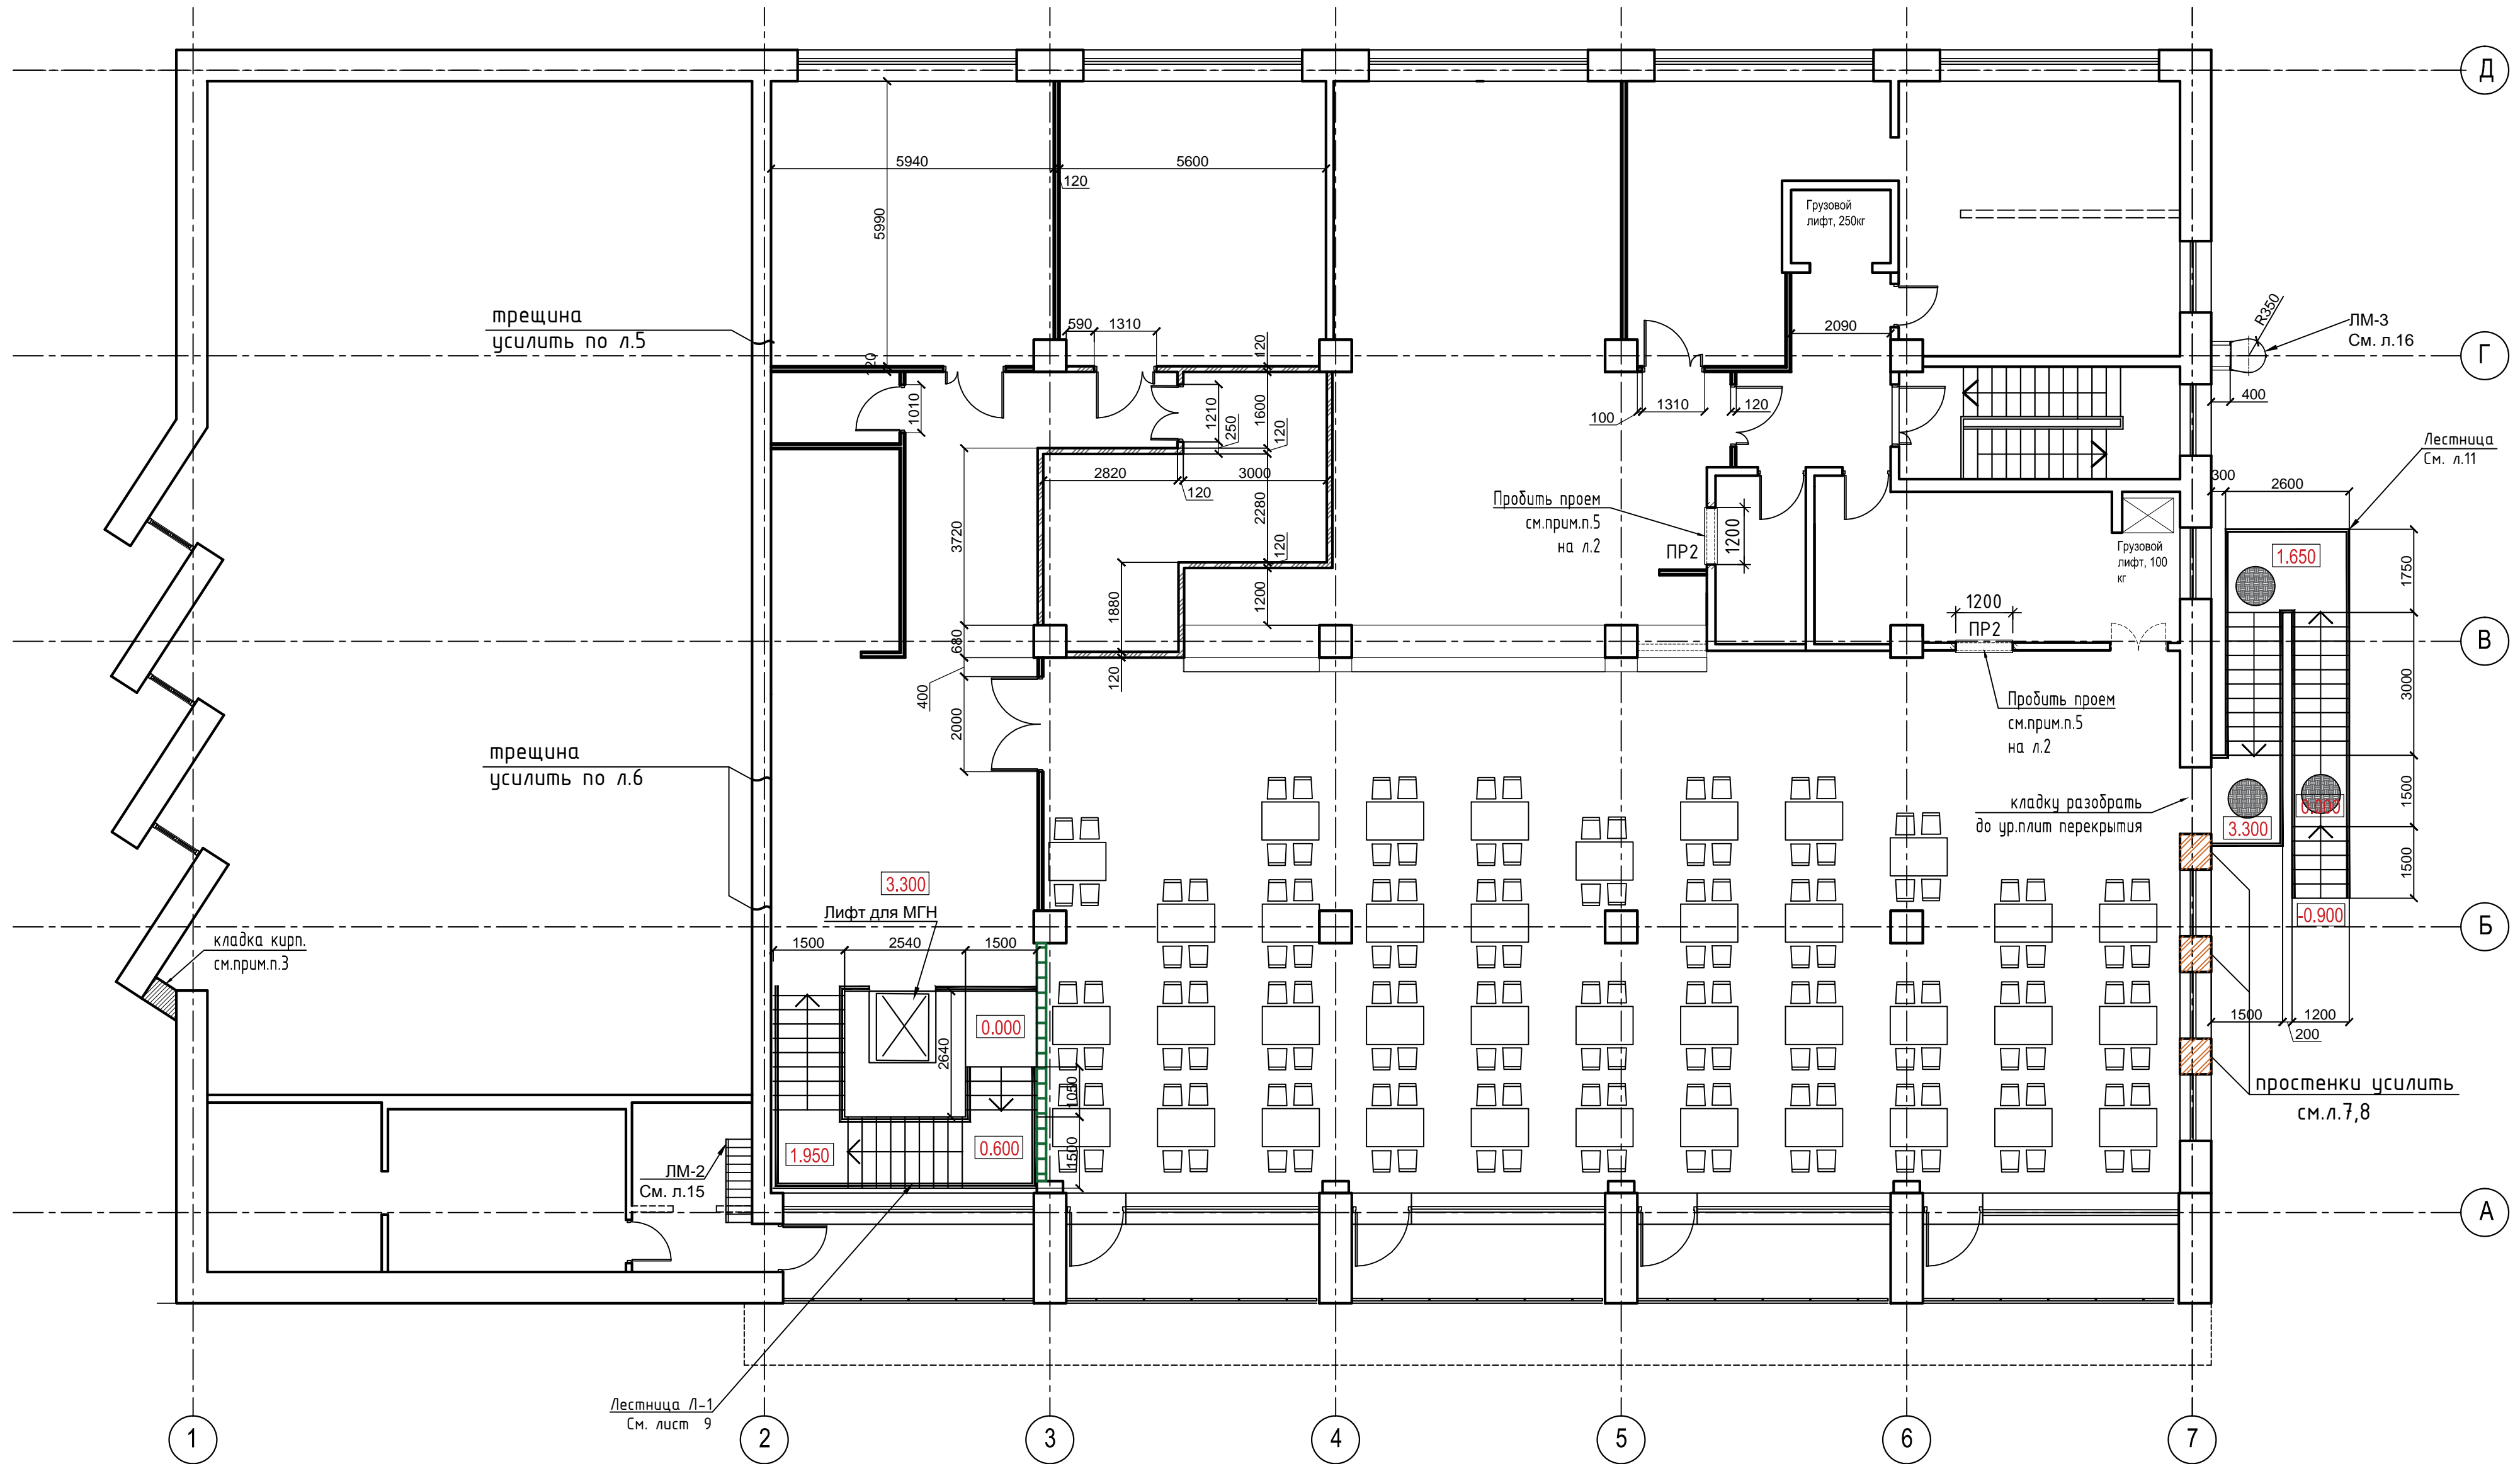 Д
5940
5600
120
5990
Грузовой
лифт, 250кг
R350
ЛМ-3
См. л.16
трещина
усилить по л.5
590
1310
2090
120
120
Г
400
1010
1210
250
1600
120
100
1310
120
Лестница
См. л.11
300
2600
2820
3000
120
2280
3720
Пробить проем
см.прим.п.5
на л.2
ПР2
1200
Грузовой
лифт, 100
кг
1.650
1750
120
1880
1200
1200
ПР2
680
В
120
400
2000
3000
Пробить проем
см.прим.п.5
на л.2
трещина
усилить по л.6
кладку разобрать
до ур.плит перекрытия
0.000
3.300
1500
1500
3.300
Лифт для МГН
-0.900
Б
кладка кирп.
см.прим.п.3
1500
2540
1500
0.000
2640
1050
1500
1200
200
простенки усилить
см.л.7,8
1.950
0.600
1500
ЛМ-2
См. л.15
А
Лестница Л-1
См. лист 9
1
2
3
4
5
6
7